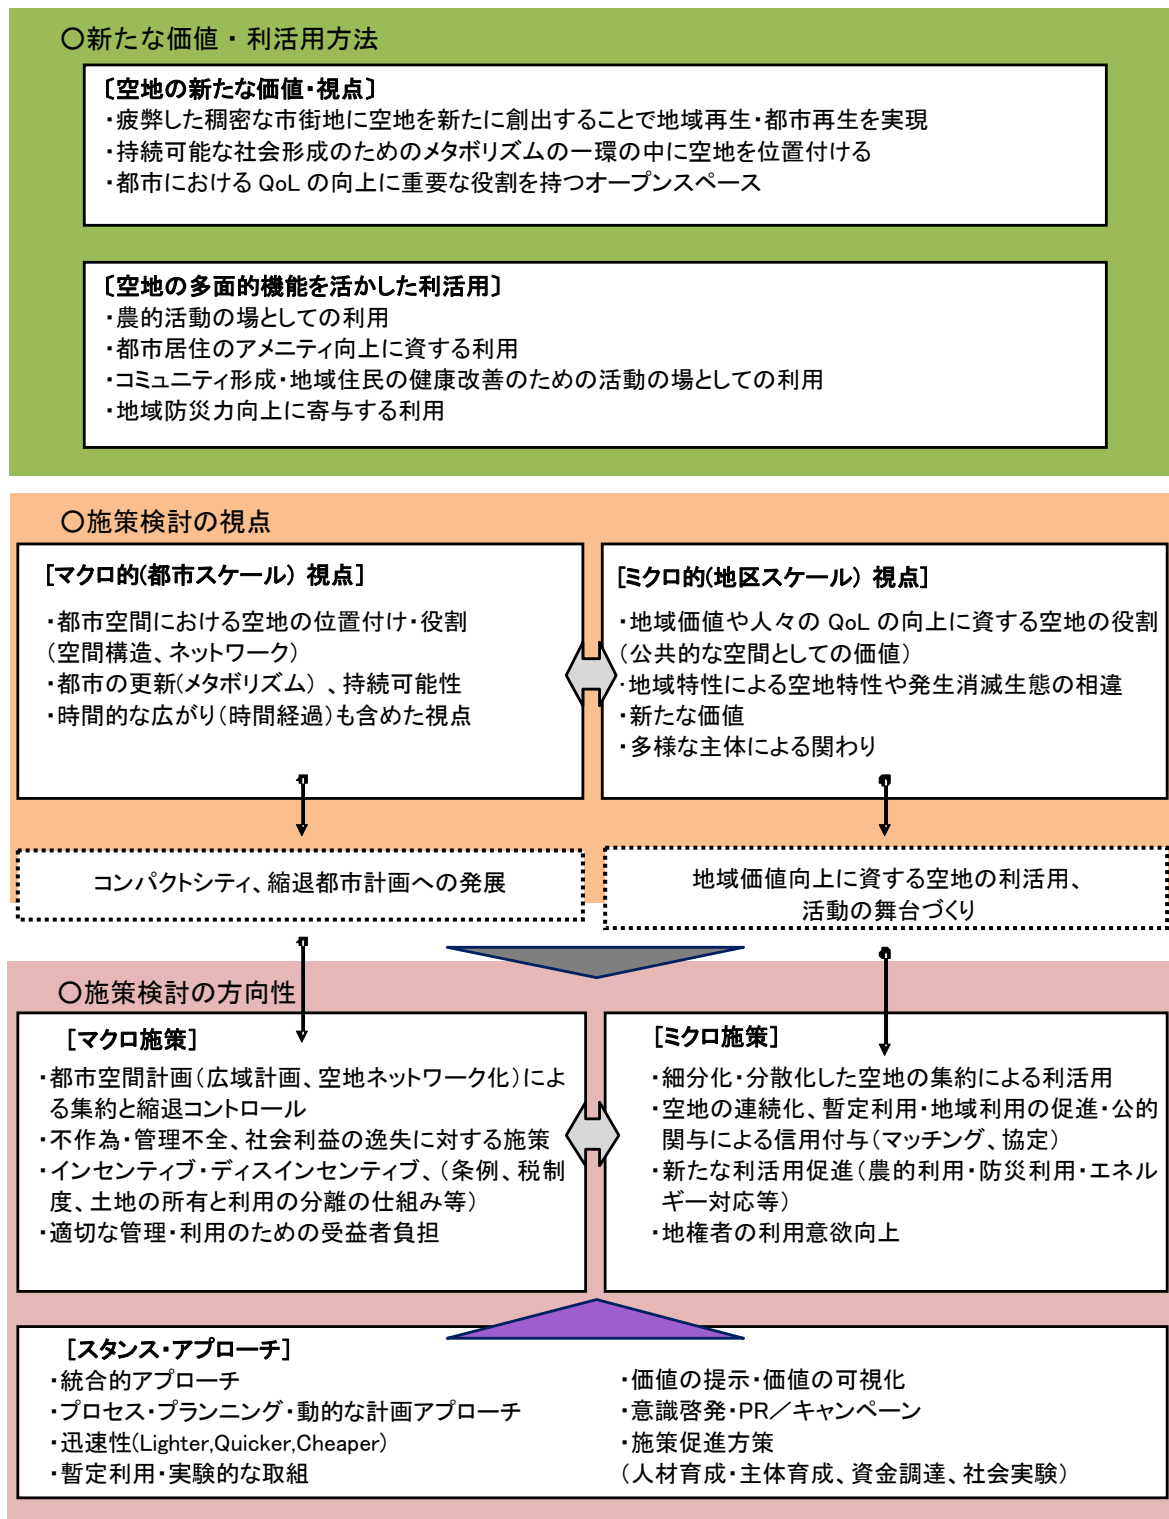 ○新たな価値・利活用方法
〔空地の新たな価値・視点〕
・疲弊した稠密な市街地に空地を新たに創出することで地域再生・都市再生を実現
・持続可能な社会形成のためのメタボリズムの一環の中に空地を位置付ける
・都市における QoL の向上に重要な役割を持つオープンスペース
〔空地の多面的機能を活かした利活用〕
・農的活動の場としての利用
・都市居住のアメニティ向上に資する利用
・コミュニティ形成・地域住民の健康改善のための活動の場としての利用
・地域防災力向上に寄与する利用
○施策検討の視点
[マクロ的(都市スケール) 視点]
・都市空間における空地の位置付け・役割
(空間構造、ネットワーク)
・都市の更新(メタボリズム) 、持続可能性
・時間的な広がり(時間経過)も含めた視点
[ミクロ的(地区スケール) 視点]
・地域価値や人々の QoL の向上に資する空地の役割
(公共的な空間としての価値)
・地域特性による空地特性や発生消滅生態の相違
・新たな価値
・多様な主体による関わり
コンパクトシティ、縮退都市計画への発展
地域価値向上に資する空地の利活用、
活動の舞台づくり
○施策検討の方向性
[マクロ施策]
・都市空間計画(広域計画、空地ネットワーク化)によ
る集約と縮退コントロール
・不作為・管理不全、社会利益の逸失に対する施策
・インセンティブ・ディスインセンティブ、(条例、税制
度、土地の所有と利用の分離の仕組み等)
・適切な管理・利用のための受益者負担
[ミクロ施策]
・細分化・分散化した空地の集約による利活用
・空地の連続化、暫定利用・地域利用の促進・公的
関与による信用付与(マッチング、協定)
・新たな利活用促進(農的利用・防災利用・エネル
ギー対応等)
・地権者の利用意欲向上
[スタンス・アプローチ]
・統合的アプローチ
・プロセス・プランニング・動的な計画アプローチ
・迅速性(Lighter,Quicker,Cheaper)
・暫定利用・実験的な取組
・価値の提示・価値の可視化
・意識啓発・PR/キャンペーン
・施策促進方策
(人材育成・主体育成、資金調達、社会実験)